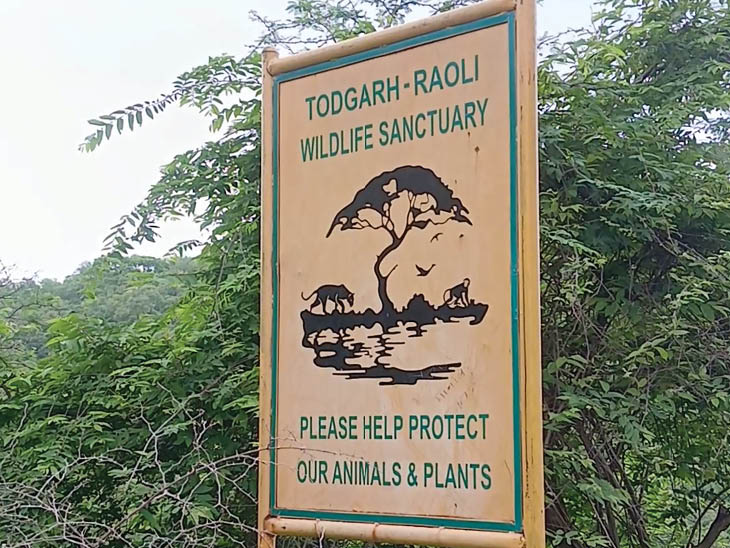 TODGARH - RAOLI
WILDLIFE SANCTUARY
PLEASE HELP PROTECT
OUR ANIMALS & PLANTS